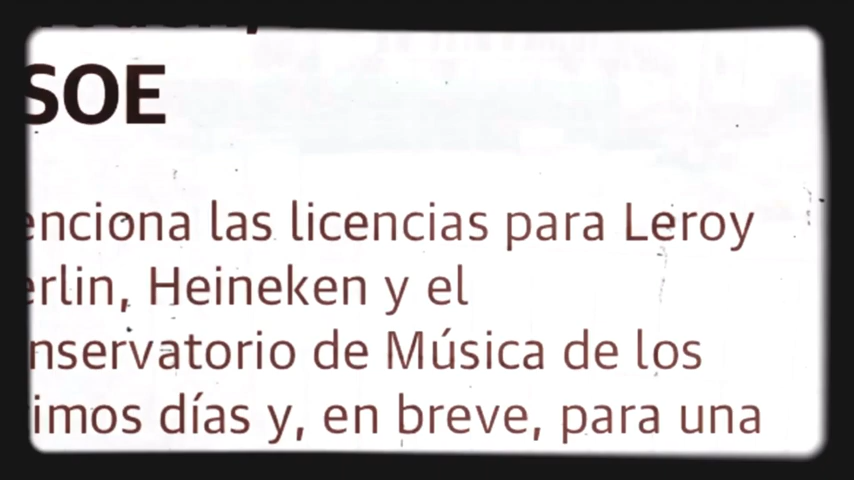 SOE
enciona las licencias para Leroy
erlin, Heineken y el
nservatorio de Música de los
imos días y, en breve, para una